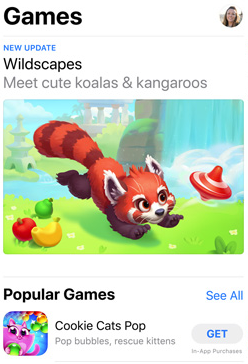 Games
NEW UPDATE
Wildscapes
Meet cute koalas & kangaroos
Popular Games
See All
Cookie Cats Pop
Pop bubbles, rescue kittens
GET
In-App Purchases